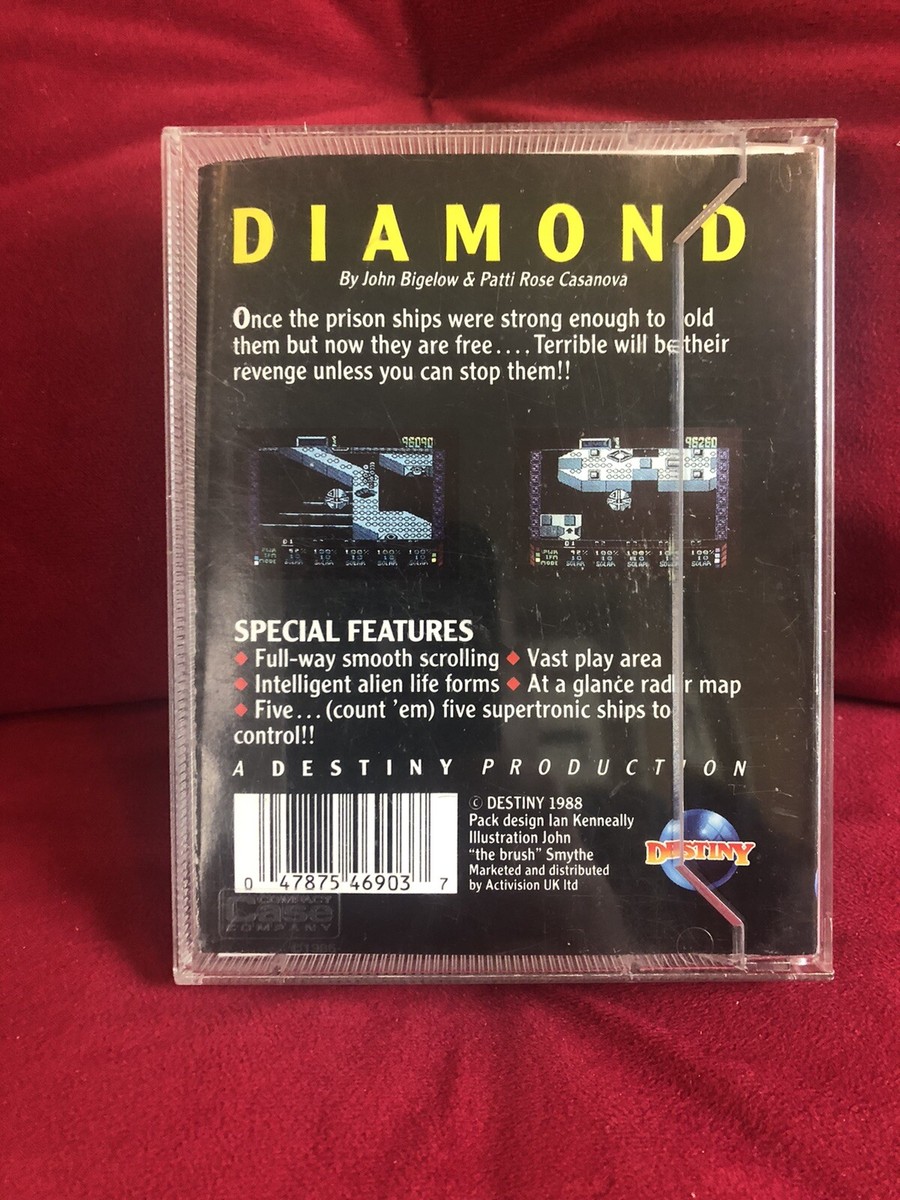 DIAMOND
By John Bigelow & Patti Rose Casanova
Once the prison ships were strong enough to hold
them but now they are free....Terrible will be their
revenge unless you can stop them!!
96090
96260
01
01
SPECIAL FEATURES
Full-way smooth scrolling
Vast play area
Intelligent alien life forms
At a glance radar map
Five...(count 'em) five supertronic ships to
control!!
A DESTINY PRODUCTION
© DESTINY 1988
Pack design Ian Kenneally
Illustration John
"the brush" Smythe
Marketed and distributed
by Activision UK ltd
DESTINY
0 47875 46903 7
COMPACT
Case
COMPANY